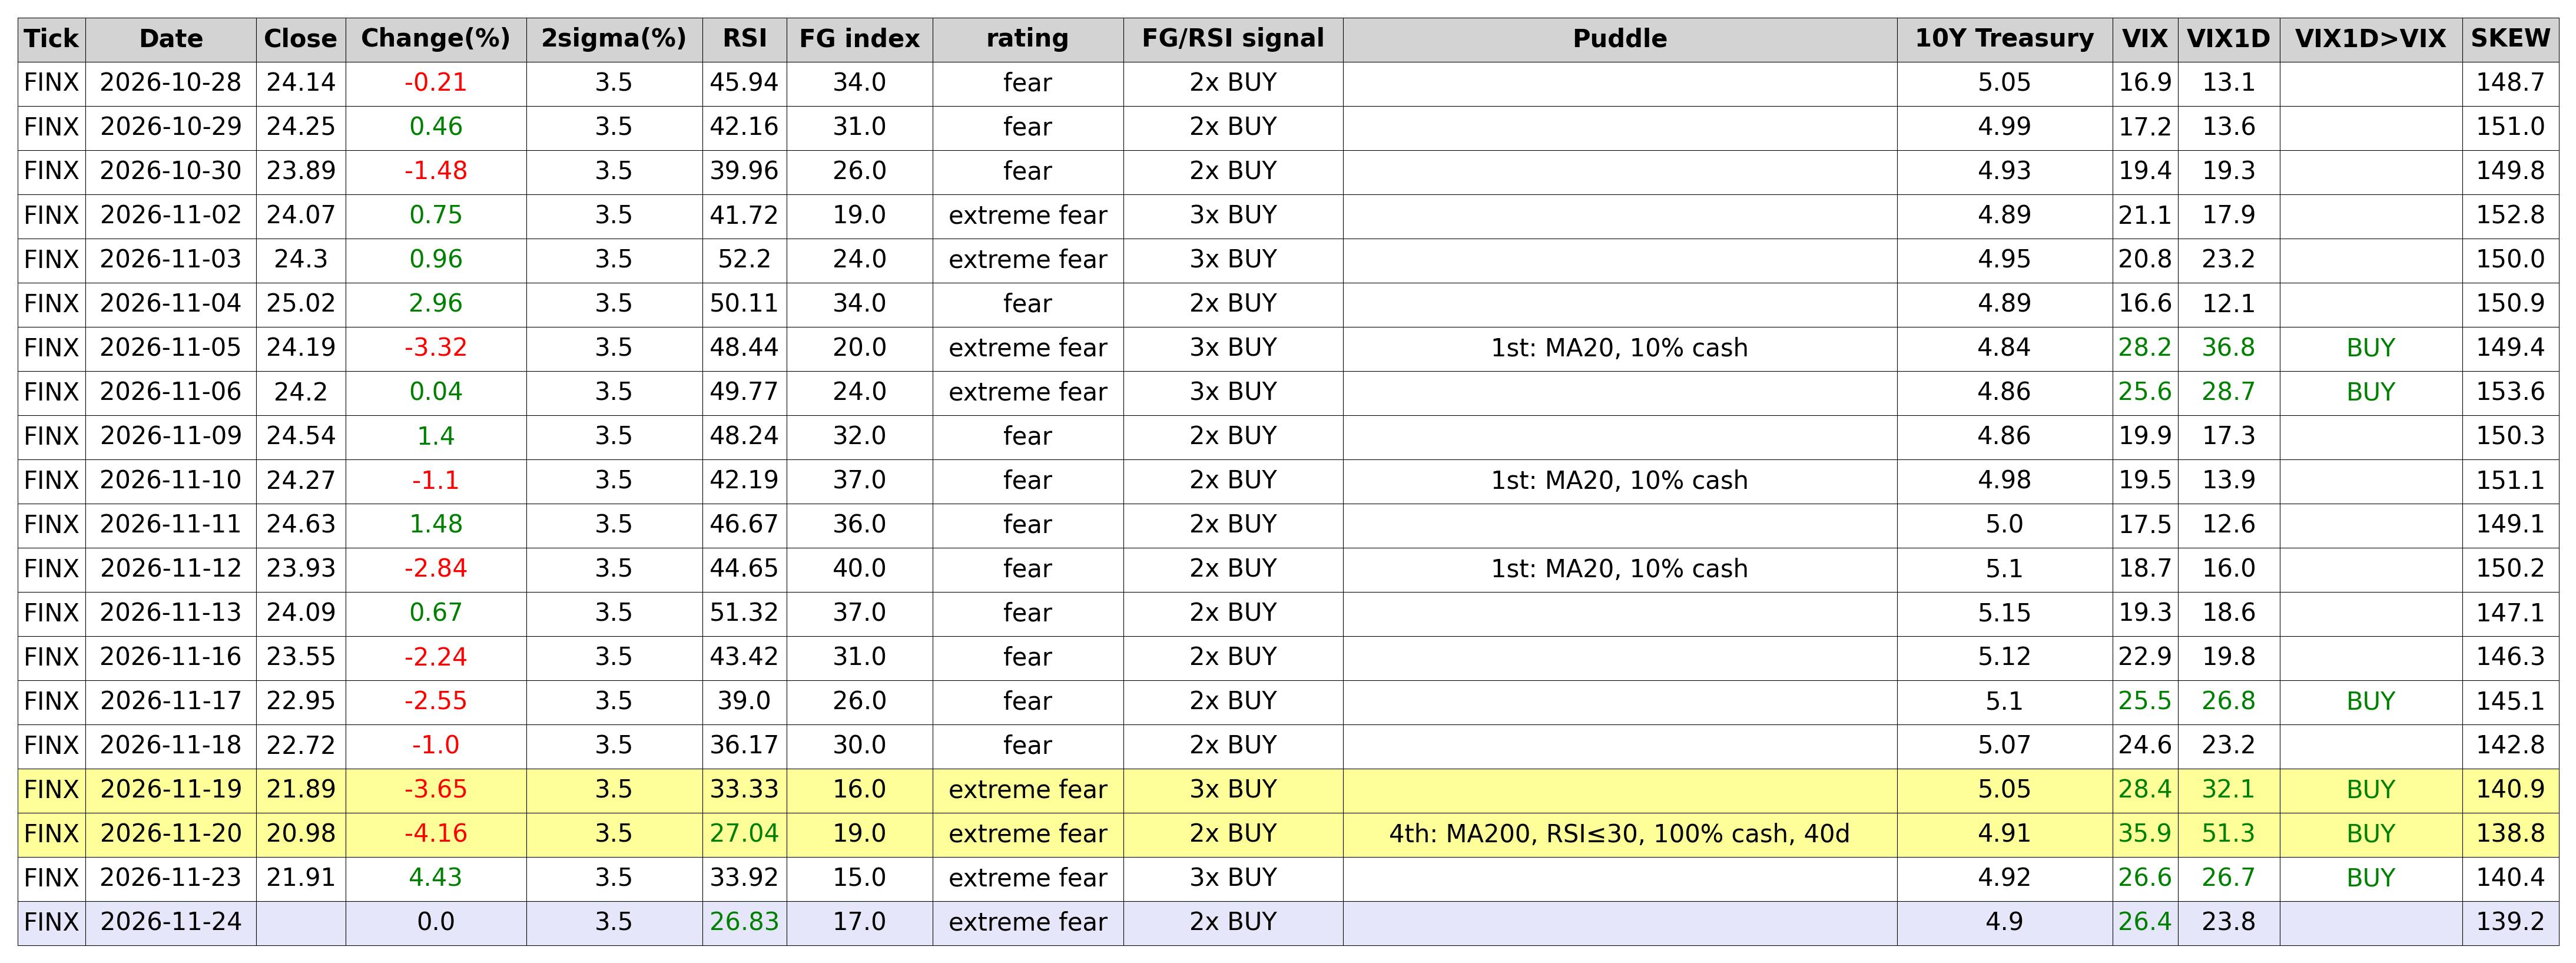 Tick Date Close Change(%) 2sigma(%) RSI FG index rating FG/RSI signal Puddle 10Y Treasury VIX VIX1D VIX1D>VIX SKEW
FINX 2026-10-28 24.14 -0.21 3.5 45.94 34.0 fear 2x BUY 5.05 16.9 13.1 148.7
FINX 2026-10-29 24.25 0.46 3.5 42.16 31.0 fear 2x BUY 4.99 17.2 13.6 151.0
FINX 2026-10-30 23.89 -1.48 3.5 39.96 26.0 fear 2x BUY 4.93 19.4 19.3 149.8
FINX 2026-11-02 24.07 0.75 3.5 41.72 19.0 extreme fear 3x BUY 4.89 21.1 17.9 152.8
FINX 2026-11-03 24.3 0.96 3.5 52.2 24.0 extreme fear 3x BUY 4.95 20.8 23.2 150.0
FINX 2026-11-04 25.02 2.96 3.5 50.11 34.0 fear 2x BUY 4.89 16.6 12.1 150.9
FINX 2026-11-05 24.19 -3.32 3.5 48.44 20.0 extreme fear 3x BUY 1st: MA20, 10% cash 4.84 28.2 36.8 BUY 149.4
FINX 2026-11-06 24.2 0.04 3.5 49.77 24.0 extreme fear 3x BUY 4.86 25.6 28.7 BUY 153.6
FINX 2026-11-09 24.54 1.4 3.5 48.24 32.0 fear 2x BUY 4.86 19.9 17.3 150.3
FINX 2026-11-10 24.27 -1.1 3.5 42.19 37.0 fear 2x BUY 1st: MA20, 10% cash 4.98 19.5 13.9 151.1
FINX 2026-11-11 24.63 1.48 3.5 46.67 36.0 fear 2x BUY 5.0 17.5 12.6 149.1
FINX 2026-11-12 23.93 -2.84 3.5 44.65 40.0 fear 2x BUY 1st: MA20, 10% cash 5.1 18.7 16.0 150.2
FINX 2026-11-13 24.09 0.67 3.5 51.32 37.0 fear 2x BUY 5.15 19.3 18.6 147.1
FINX 2026-11-16 23.55 -2.24 3.5 43.42 31.0 fear 2x BUY 5.12 22.9 19.8 146.3
FINX 2026-11-17 22.95 -2.55 3.5 39.0 26.0 fear 2x BUY 5.1 25.5 26.8 BUY 145.1
FINX 2026-11-18 22.72 -1.0 3.5 36.17 30.0 fear 2x BUY 5.07 24.6 23.2 142.8
FINX 2026-11-19 21.89 -3.65 3.5 33.33 16.0 extreme fear 3x BUY 5.05 28.4 32.1 BUY 140.9
FINX 2026-11-20 20.98 -4.16 3.5 27.04 19.0 extreme fear 2x BUY 4th: MA200, RSI≤30, 100% cash, 40d 4.91 35.9 51.3 BUY 138.8
FINX 2026-11-23 21.91 4.43 3.5 33.92 15.0 extreme fear 3x BUY 4.92 26.6 26.7 BUY 140.4
FINX 2026-11-24 0.0 3.5 26.83 17.0 extreme fear 2x BUY 4.9 26.4 23.8 139.2